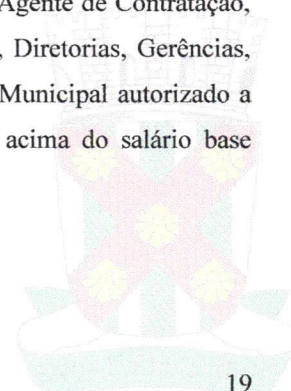 Agente de Contratação,
, Diretorias, Gerências,
Municipal autorizado a
acima do salário base
19